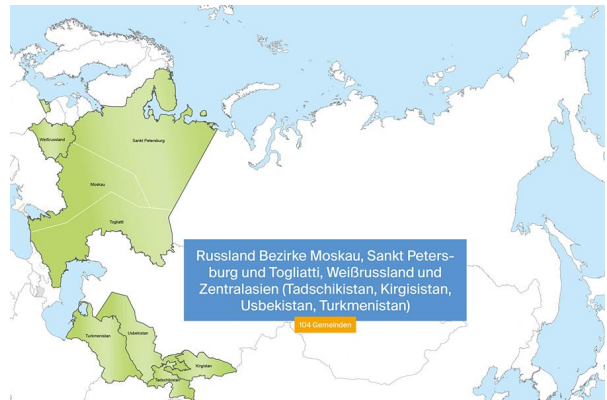 Sankt Petersburg
Weißrussland
Moskau
Togliatti
Russland Bezirke Moskau, Sankt Peters-
burg und Togliatti, Weißrussland und
Zentralasien (Tadschikistan, Kirgisistan,
Usbekistan, Turkmenistan)
104 Gemeinden
Usbekistan
Turkmenistan
Kirgistan
Tadschikistan